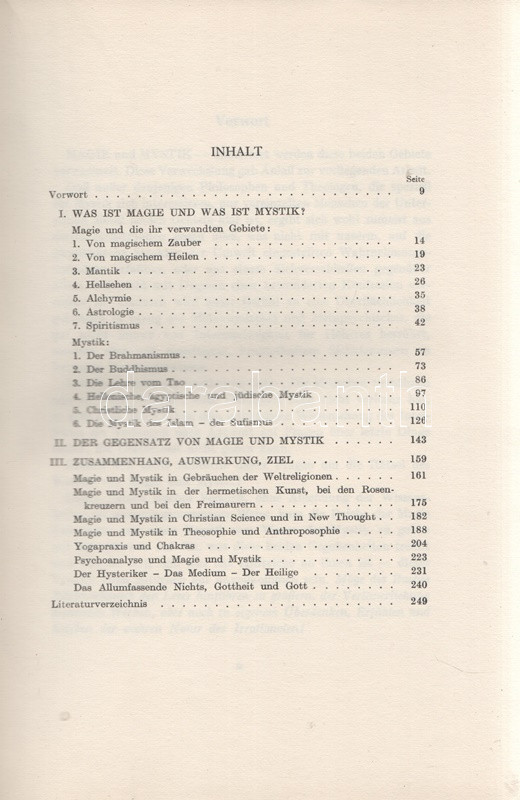 Vorwort
INHALT
Seite
Vorwort . . . . . . . . . . . . . . . . . . . . . . . . 9
I. WAS IST MAGIE UND WAS IST MYSTIK?
Magie und die ihr verwandten Gebiete:
1. Von magischem Zauber . . . . . . . . . . . . . 14
2. Von magischem Heilen . . . . . . . . . . . . . 19
3. Mantik . . . . . . . . . . . . . . . . . . . . 23
4. Hellsehen . . . . . . . . . . . . . . . . . . . 26
5. Alchymie . . . . . . . . . . . . . . . . . . . 35
6. Astrologie . . . . . . . . . . . . . . . . . . . 38
7. Spiritismus . . . . . . . . . . . . . . . . . . 42
Mystik:
1. Der Brahmanismus . . . . . . . . . . . . . . . 57
2. Der Buddhismus . . . . . . . . . . . . . . . . 73
3. Die Lehre vom Tao . . . . . . . . . . . . . . . 86
4. Heidnische, ägyptische und jüdische Mystik . . . . . 97
5. Christliche Mystik . . . . . . . . . . . . . . . 110
6. Die Mystik des Islam – der Sufismus . . . . . . . . 126
II. DER GEGENSATZ VON MAGIE UND MYSTIK . . . . . 143
III. ZUSAMMENHANG, AUSWIRKUNG, ZIEL . . . . . . . . 159
Magie und Mystik in Gebräuchen der Weltreligionen . . . . 161
Magie und Mystik in der hermetischen Kunst, bei den Rosen-
kreuzern und bei den Freimaurern . . . . . . . . . . 175
Magie und Mystik in Christian Science und in New Thought . . 182
Magie und Mystik in Theosophie und Anthroposophie . . . . 188
Yogapraxis und Chakras . . . . . . . . . . . . . . 204
Psychoanalyse und Magie und Mystik . . . . . . . . . 223
Der Hysteriker – Das Medium – Der Heilige . . . . . . . 231
Das Allumfassende Nichts, Gottheit und Gott . . . . . . . 240
Literaturverzeichnis . . . . . . . . . . . . . . . . . 249
darabanth